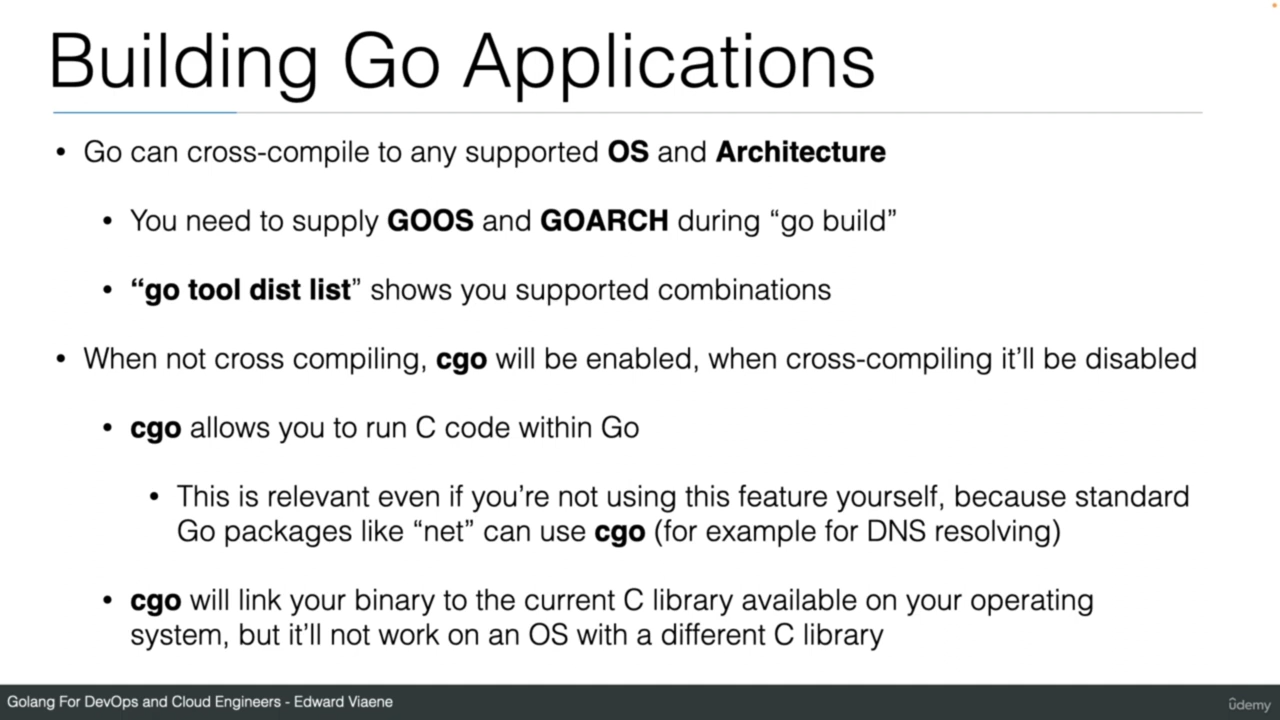 Building Go Applications
• Go can cross-compile to any supported OS and Architecture
• You need to supply GOOS and GOARCH during “go build”
• “go tool dist list” shows you supported combinations
• When not cross compiling, cgo will be enabled, when cross-compiling it’ll be disabled
• cgo allows you to run C code within Go
• This is relevant even if you’re not using this feature yourself, because standard
Go packages like “net” can use cgo (for example for DNS resolving)
• cgo will link your binary to the current C library available on your operating
system, but it’ll not work on an OS with a different C library
Golang For DevOps and Cloud Engineers - Edward Viaene
ûdemy